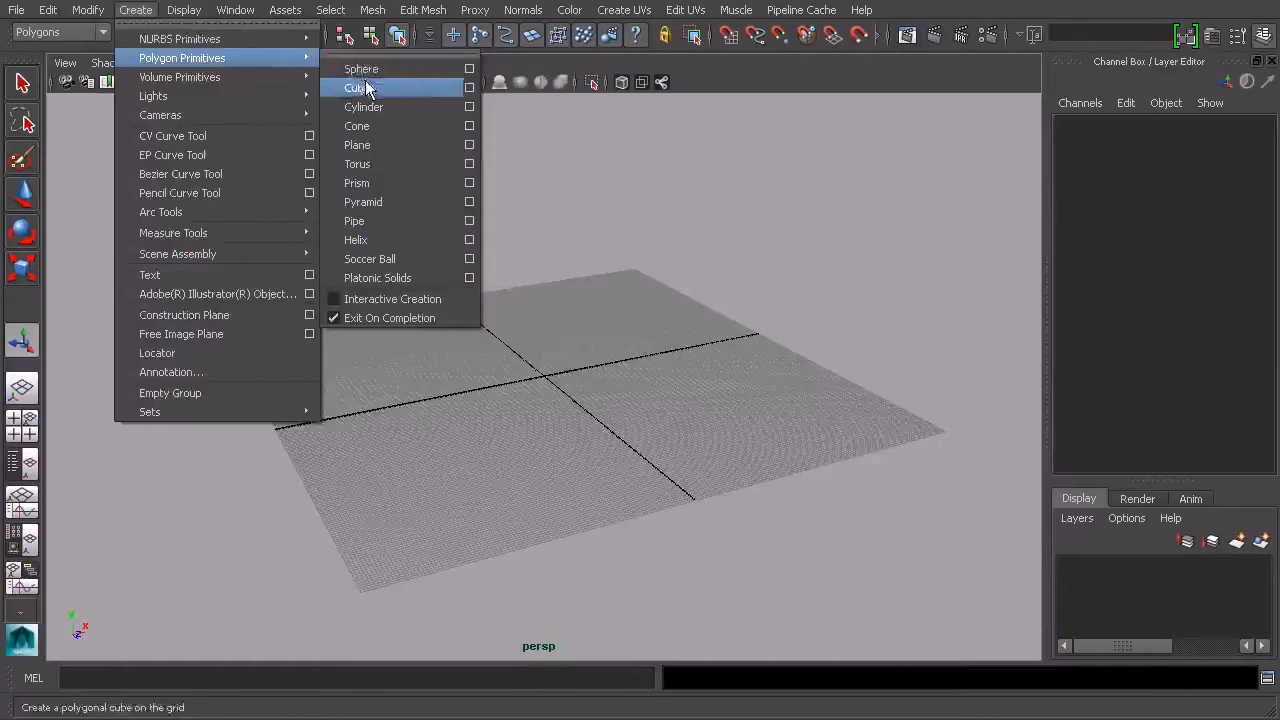 File Edit Modify Create Display Window Assets Select Mesh Edit Mesh Proxy Normals Color Create UVs Edit UVs Muscle Pipeline Cache Help
Polygons
View Shac
NURBS Primitives
Polygon Primitives
Volume Primitives
Lights
Cameras
CV Curve Tool
EP Curve Tool
Bezier Curve Tool
Pencil Curve Tool
Arc Tools
Measure Tools
Scene Assembly
Text
Adobe(R) Illustrator(R) Object...
Construction Plane
Free Image Plane
Locator
Annotation...
Empty Group
Sets
Sphere
Cube
Cylinder
Cone
Plane
Torus
Prism
Pyramid
Pipe
Helix
Soccer Ball
Platonic Solids
Interactive Creation
Exit On Completion
Channel Box / Layer Editor
Channels Edit Object Show
Display Render Anim
Layers Options Help
y
x
z
persp
MEL
Create a polygonal cube on the grid